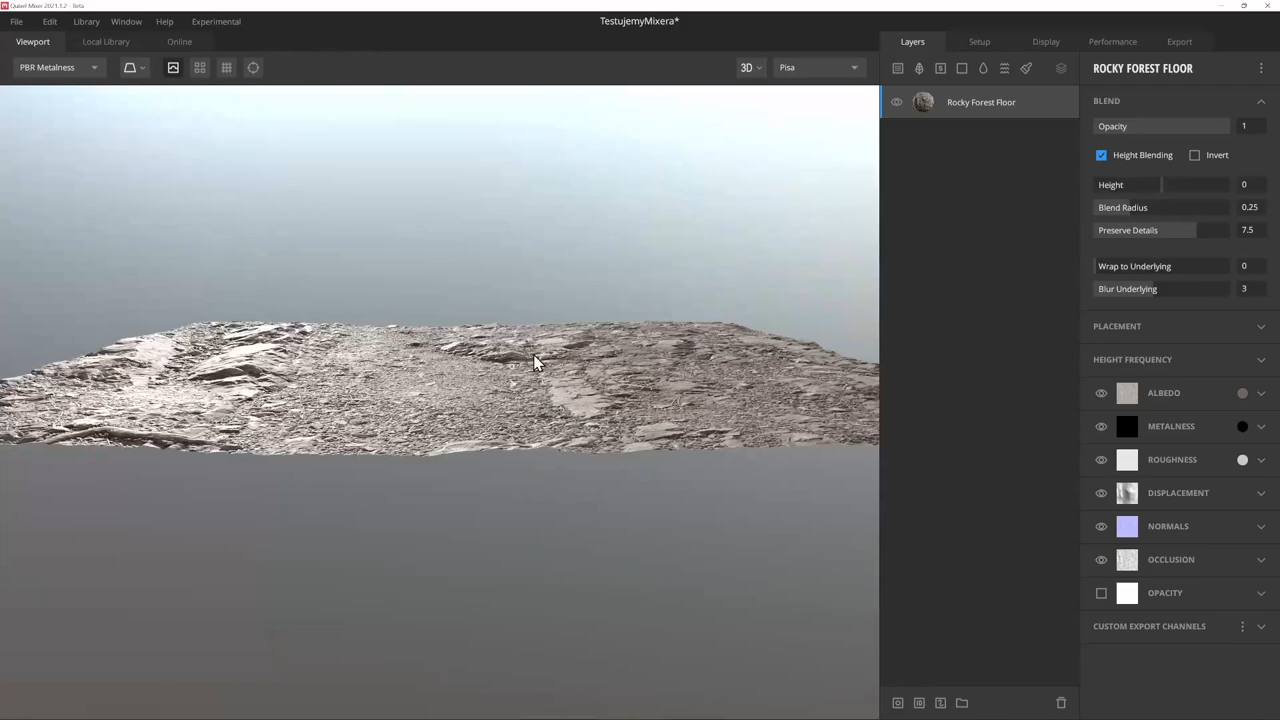 Quixel Mixer 2021.1.2 - Beta
File Edit Library Window Help Experimental
TestujemyMixera*
Viewport Local Library Online
PBR Metalness
3D
Pisa
Layers Setup Display Performance Export
Rocky Forest Floor
ROCKY FOREST FLOOR
BLEND
Opacity 1
Height Blending Invert
Height 0
Blend Radius 0.25
Preserve Details 7.5
Wrap to Underlying 0
Blur Underlying 3
PLACEMENT
HEIGHT FREQUENCY
ALBEDO
METALNESS
ROUGHNESS
DISPLACEMENT
NORMALS
OCCLUSION
OPACITY
CUSTOM EXPORT CHANNELS